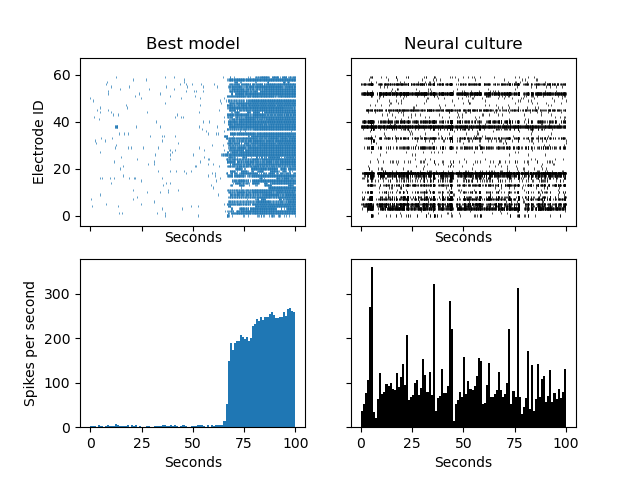 Best model
Neural culture
Electrode ID
60
40
20
0
Seconds
Seconds
Spikes per second
300
200
100
0
0 25 50 75 100
0 25 50 75 100
Seconds
Seconds